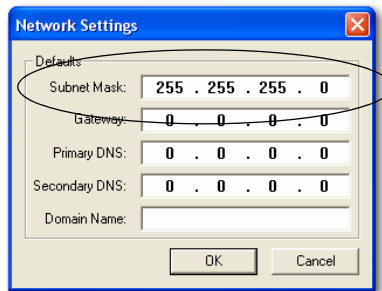 Network Settings
Defaults
Subnet Mask: 255 . 255 . 255 . 0
Gateway: 0 . 0 . 0 . 0
Primary DNS: 0 . 0 . 0 . 0
Secondary DNS: 0 . 0 . 0 . 0
Domain Name:
OK Cancel